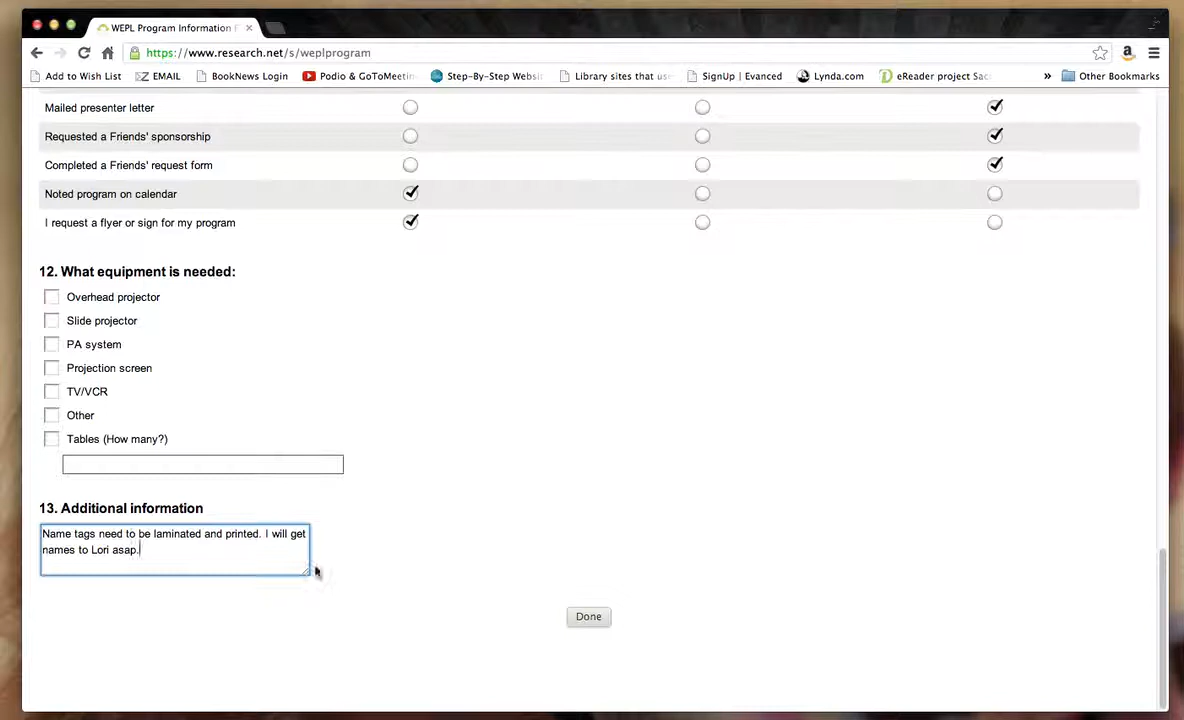 WEPL Program Information F
https://www.research.net/s/weplprogram
Add to Wish List
EMAIL
BookNews Login
Podio & GoToMeetin
Step-By-Step Websi
Library sites that us
SignUp | Evanced
Lynda.com
eReader project Sac
»
Other Bookmarks
Mailed presenter letter
Requested a Friends' sponsorship
Completed a Friends' request form
Noted program on calendar
I request a flyer or sign for my program
12. What equipment is needed:
Overhead projector
Slide projector
PA system
Projection screen
TV/VCR
Other
Tables (How many?)
13. Additional information
Name tags need to be laminated and printed. I will get
names to Lori asap.
Done